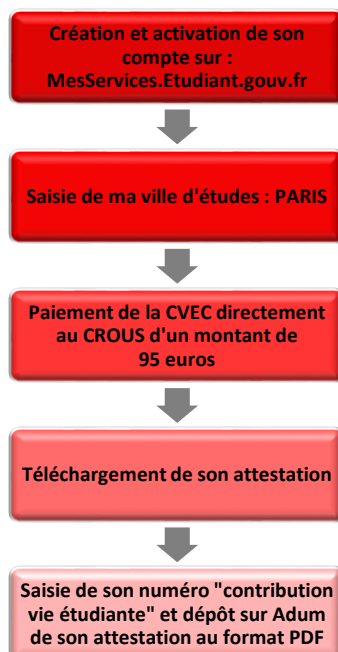 Création et activation de son
compte sur :
MesServices.Etudiant.gouv.fr
Saisie de ma ville d'études : PARIS
Paiement de la CVEC directement
au CROUS d'un montant de
95 euros
Téléchargement de son attestation
Saisie de son numéro "contribution
vie étudiante" et dépôt sur Adum
de son attestation au format PDF